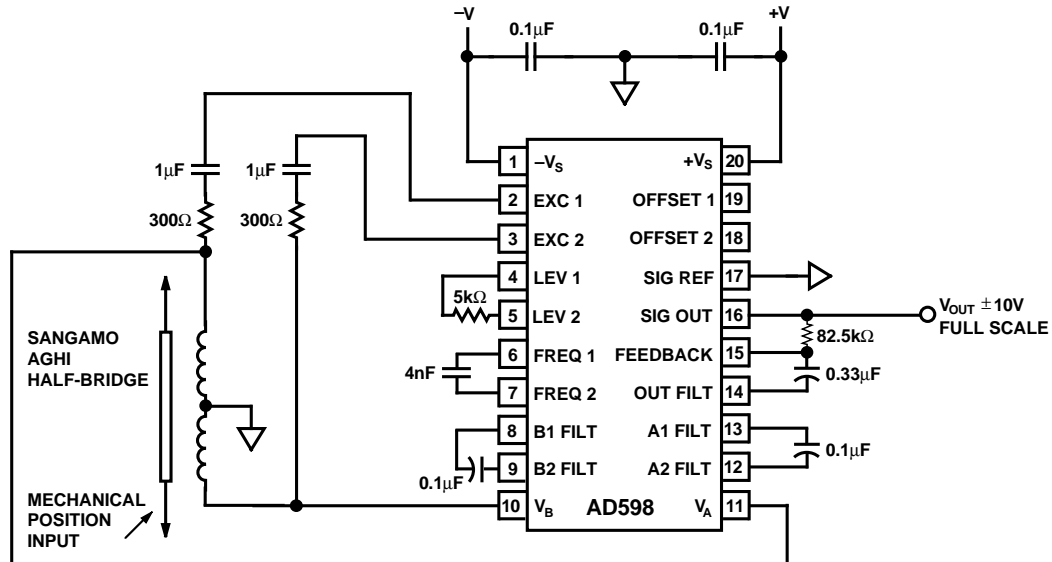 –V
+V
0.1µF
0.1µF
1µF
1µF
300Ω
300Ω
1
–VS
+VS
20
2
EXC 1
OFFSET 1
19
3
EXC 2
OFFSET 2
18
4
LEV 1
SIG REF
17
5kΩ
5
LEV 2
SIG OUT
16
VOUT ±10V
FULL SCALE
82.5kΩ
SANGAMO
AGHI
HALF-BRIDGE
4nF
6
FREQ 1
FEEDBACK
15
7
FREQ 2
OUT FILT
14
0.33µF
8
B1 FILT
A1 FILT
13
0.1µF
9
B2 FILT
A2 FILT
12
0.1µF
10
VB
AD598
VA
11
MECHANICAL
POSITION
INPUT